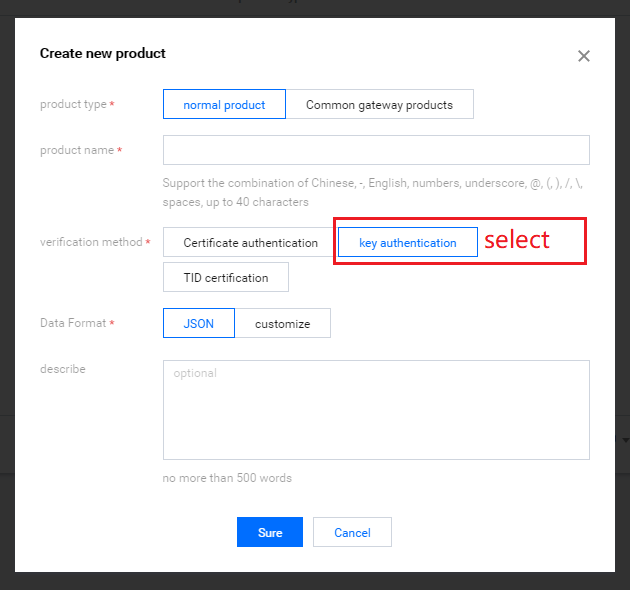 Create new product
product type *
normal product
Common gateway products
product name *
Support the combination of Chinese, -, English, numbers, underscore, @, (, ), /, \,
spaces, up to 40 characters
verification method *
Certificate authentication
key authentication
select
TID certification
Data Format *
JSON
customize
describe
optional
no more than 500 words
Sure
Cancel